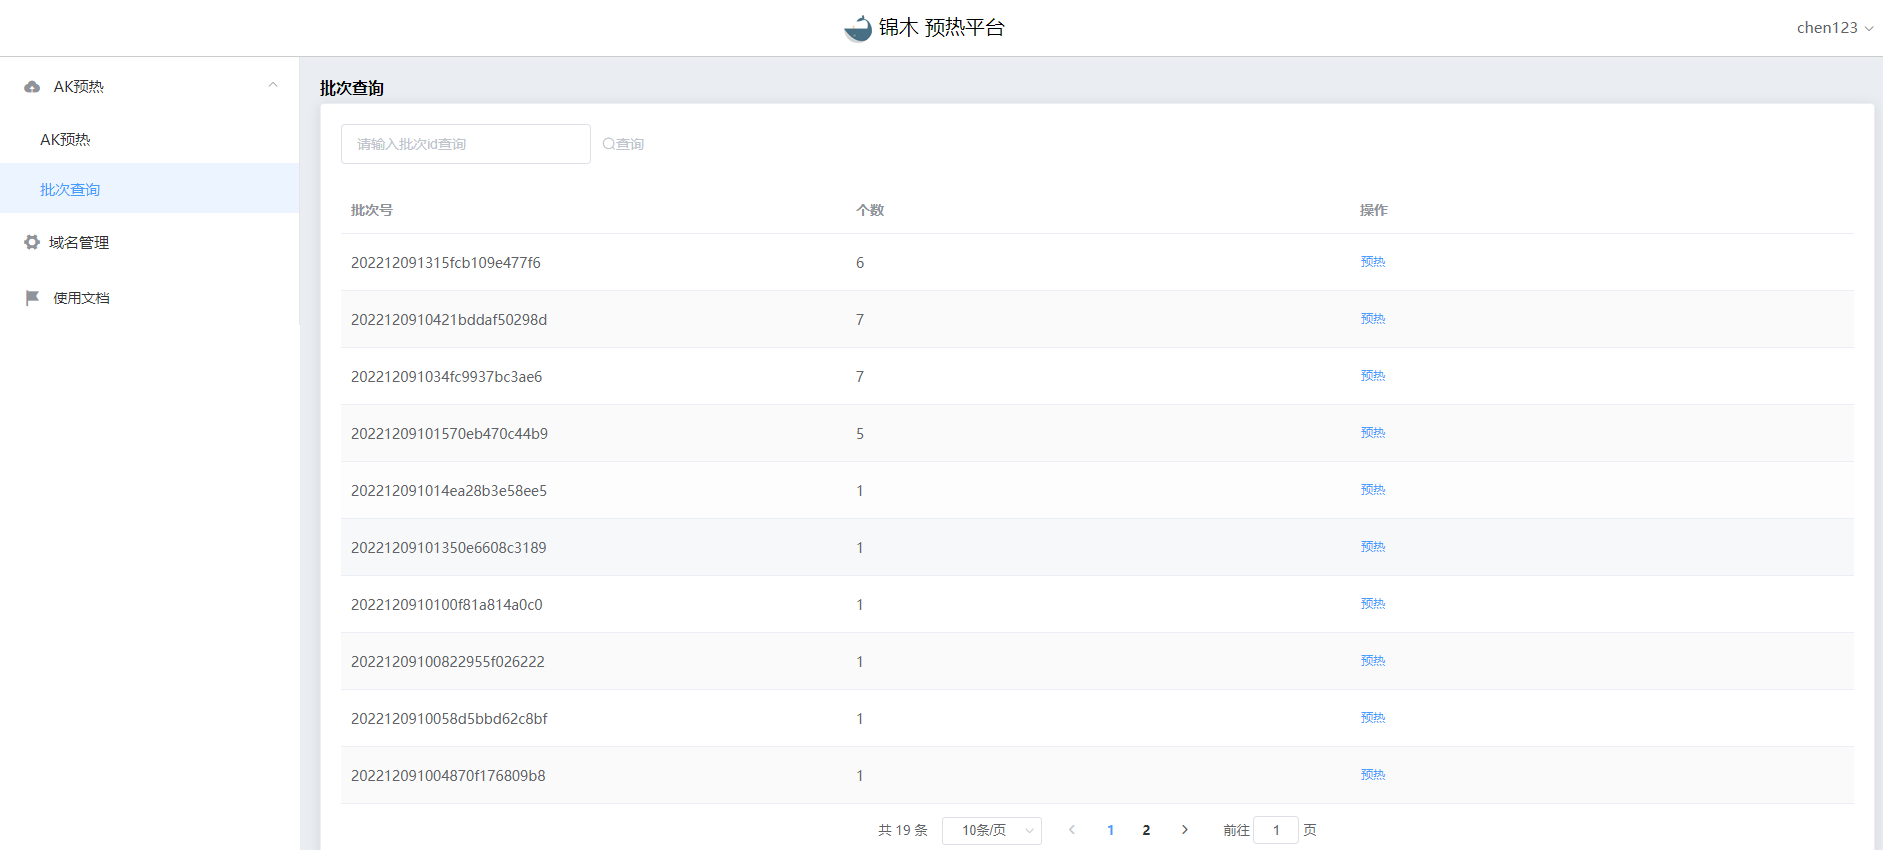 锦木 预热平台
chen123
AK预热
AK预热
批次查询
域名管理
使用文档
批次查询
请输入批次id查询 查询
批次号 个数 操作
202212091315fcb109e477f6 6 预热
2022120910421bddaf50298d 7 预热
202212091034fc9937bc3ae6 7 预热
20221209101570eb470c44b9 5 预热
202212091014ea28b3e58ee5 1 预热
20221209101350e6608c3189 1 预热
2022120910100f81a814a0c0 1 预热
20221209100822955f026222 1 预热
2022120910058d5bbd62c8bf 1 预热
202212091004870f176809b8 1 预热
共 19 条 10条/页 1 2 前往 1 页